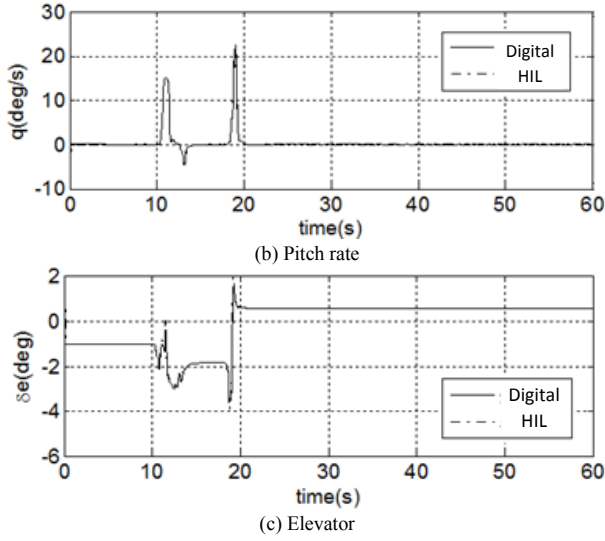 30
20
10
0
-10
q(deg/s)
Digital
HIL
0 10 20 30 40 50 60
time(s)
(b) Pitch rate
2
0
-2
-4
-6
δe(deg)
Digital
HIL
0 10 20 30 40 50 60
time(s)
(c) Elevator